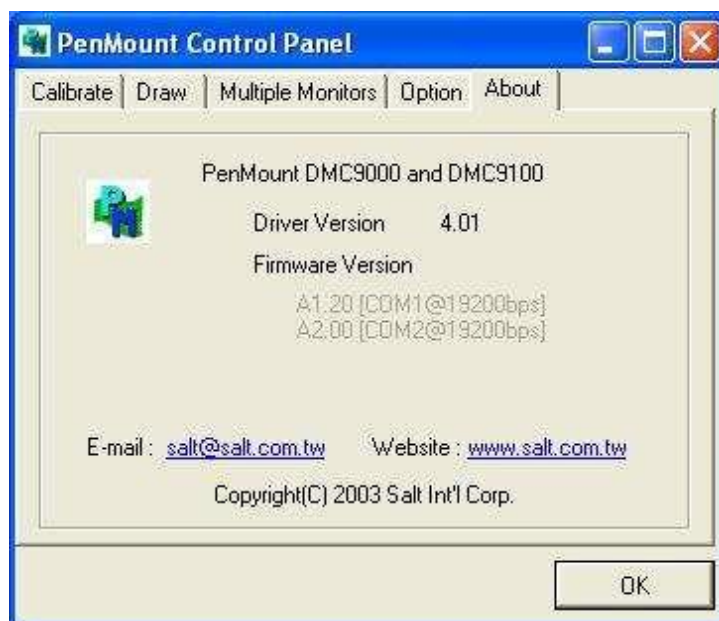 PenMount Control Panel
Calibrate Draw Multiple Monitors Option About
PenMount DMC9000 and DMC9100
Driver Version 4.01
Firmware Version
A1.20 [COM1@19200bps]
A2.00 [COM2@19200bps]
E-mail : salt@salt.com.tw Website : www.salt.com.tw
Copyright(C) 2003 Salt Int'l Corp.
OK